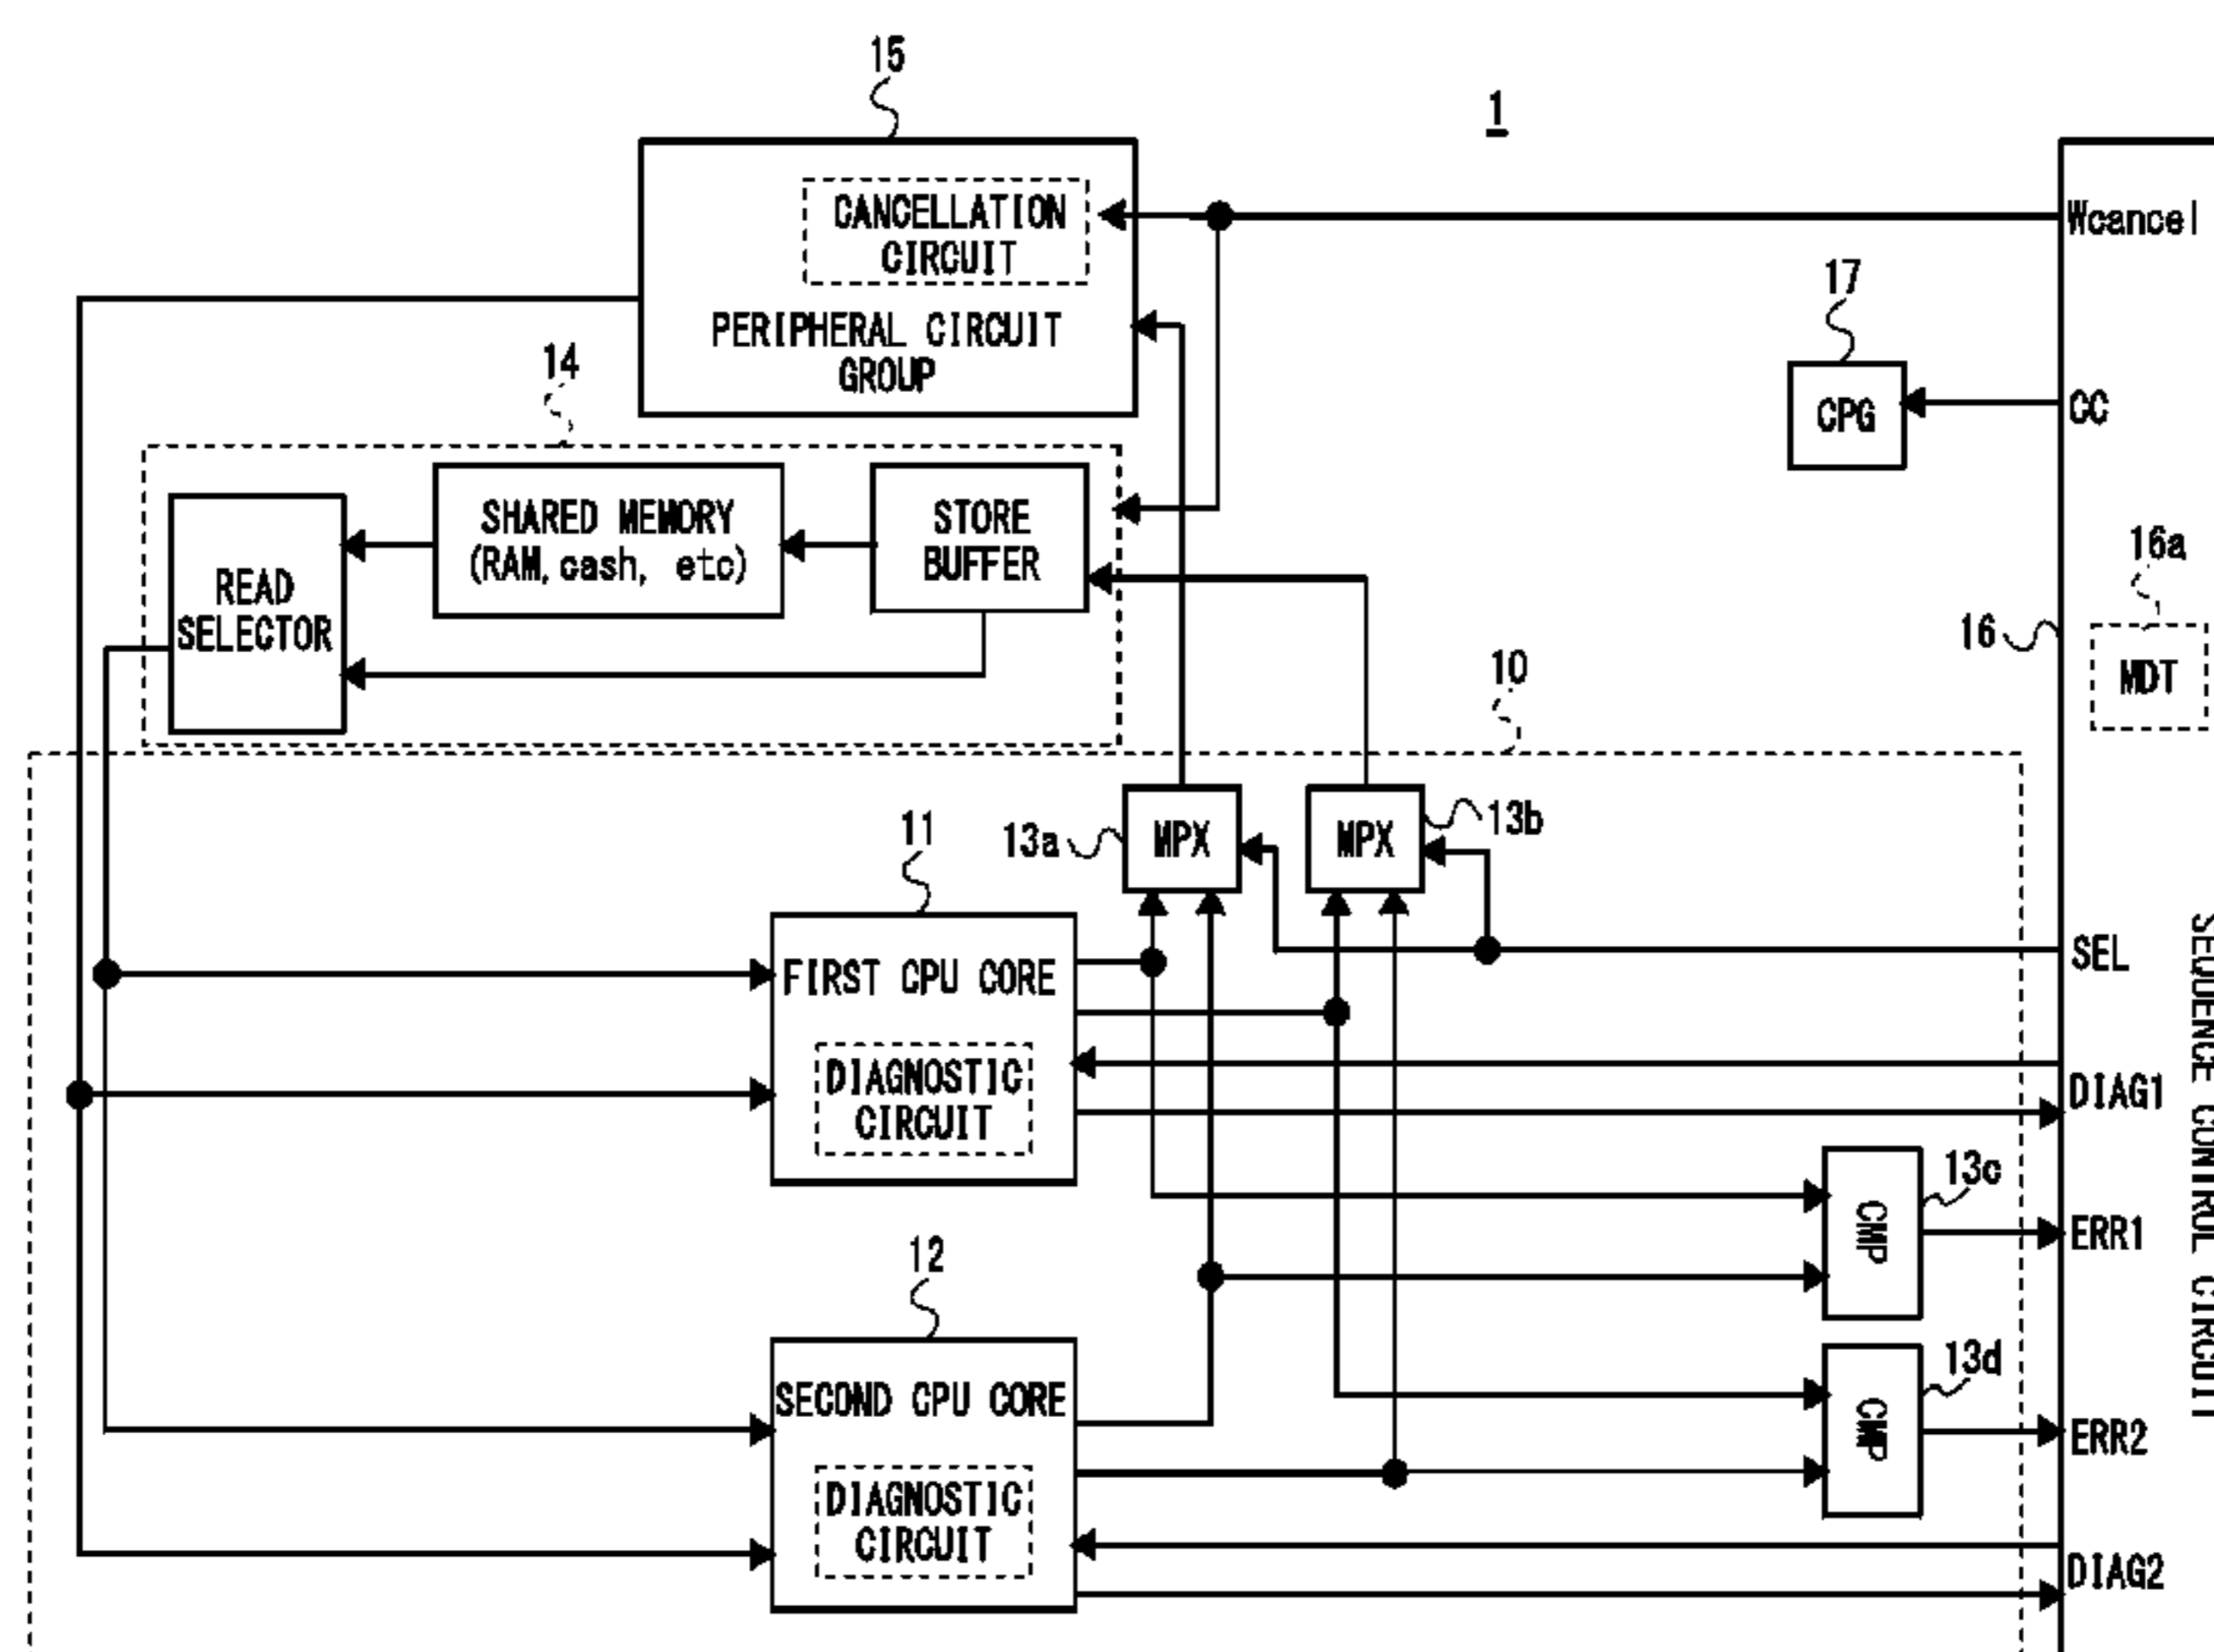 15
1
CANCELLATION
CIRCUIT
Wcancel
17
PERIPHERAL CIRCUIT
GROUP
14
CPG
CC
SHARED MEMORY
(RAM, cash, etc)
STORE
BUFFER
READ
SELECTOR
16a
16
MDT
10
13a
MPX
MPX
13b
11
FIRST CPU CORE
SEL
DIAGNOSTIC
CIRCUIT
DIAG1
SEQUENCE CONTROL CIRCUIT
13c
CMP
ERR1
12
13d
SECOND CPU CORE
CMP
ERR2
DIAGNOSTIC
CIRCUIT
DIAG2